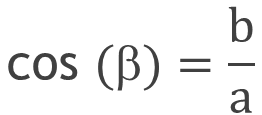 cos (β) = b/a